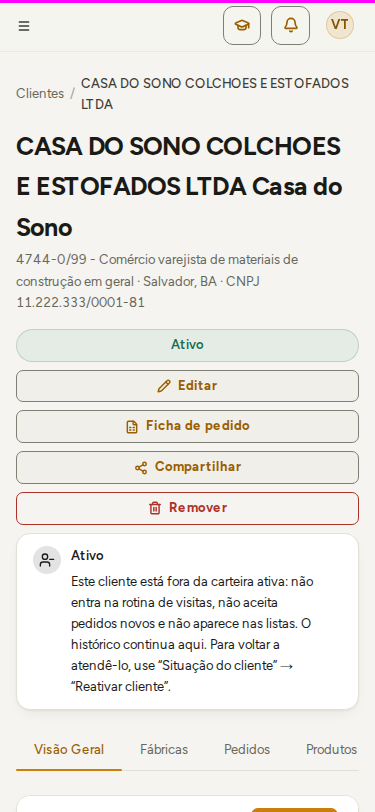 VT
Clientes / CASA DO SONO COLCHOES E ESTOFADOS
LTDA
CASA DO SONO COLCHOES
E ESTOFADOS LTDA Casa do
Sono
4744-0/99 - Comércio varejista de materiais de
construção em geral · Salvador, BA · CNPJ
11.222.333/0001-81
Ativo
Editar
Ficha de pedido
Compartilhar
Remover
Ativo
Este cliente está fora da carteira ativa: não
entra na rotina de visitas, não aceita
pedidos novos e não aparece nas listas. O
histórico continua aqui. Para voltar a
atendê-lo, use “Situação do cliente” →
“Reativar cliente”.
Visão Geral Fábricas Pedidos Produtos